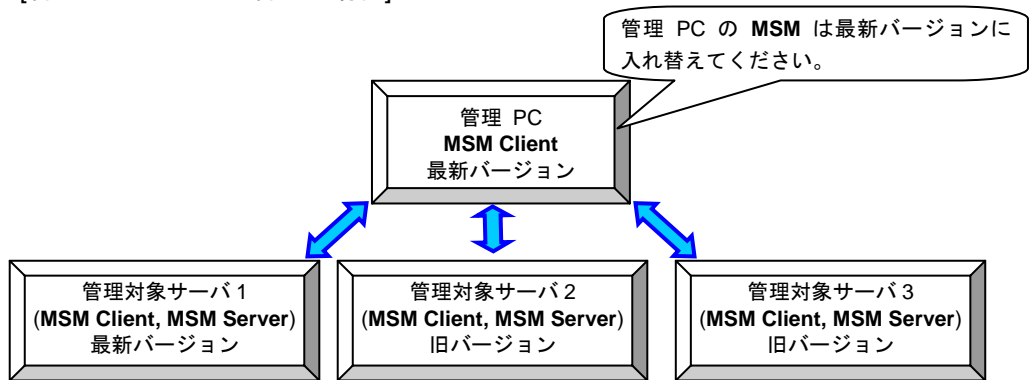 管理 PC の MSM は最新バージョンに
入れ替えてください。
管理 PC
MSM Client
最新バージョン
管理対象サーバ 1
(MSM Client, MSM Server)
最新バージョン
管理対象サーバ 2
(MSM Client, MSM Server)
旧バージョン
管理対象サーバ 3
(MSM Client, MSM Server)
旧バージョン